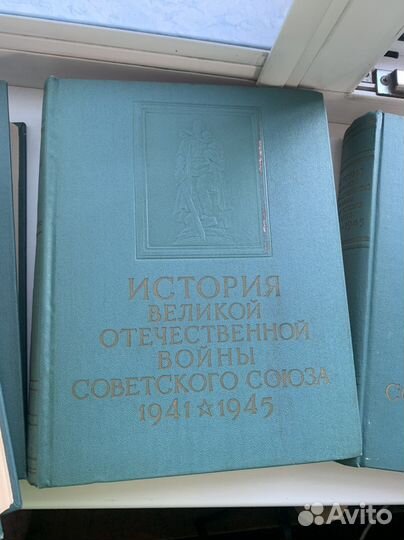 ИСТОРИЯ
ВЕЛИКОЙ
ОТЕЧЕСТВЕННОЙ
ВОЙНЫ
СОВЕТСКОГО СОЮЗА
1941★1945
Avito